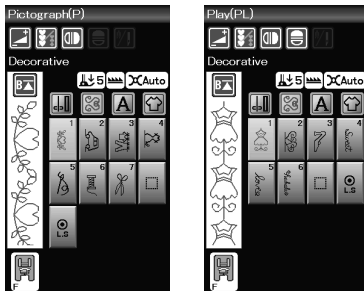 Pictograph(P)
Decorative
B
5
Auto
A
1
2
3
4
5
6
7
L.S
F
Play(PL)
Decorative
B
5
Auto
A
1
2
3
4
5
6
L.S
F